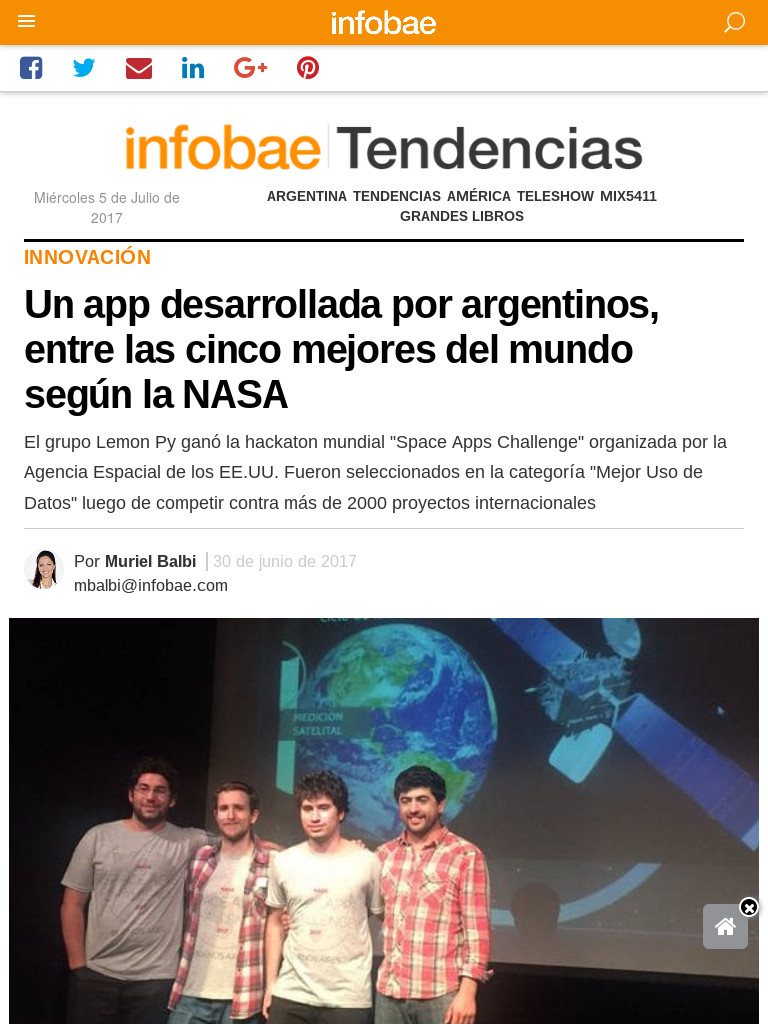 infobae
infobae Tendencias
Miércoles 5 de Julio de
2017
ARGENTINA TENDENCIAS AMÉRICA TELESHOW MIX5411
GRANDES LIBROS
INNOVACIÓN
Un app desarrollada por argentinos,
entre las cinco mejores del mundo
según la NASA
El grupo Lemon Py ganó la hackaton mundial "Space Apps Challenge" organizada por la
Agencia Espacial de los EE.UU. Fueron seleccionados en la categoría "Mejor Uso de
Datos" luego de competir contra más de 2000 proyectos internacionales
Por Muriel Balbi 30 de junio de 2017
mbalbi@infobae.com
MEDICIÓN
SATELITAL